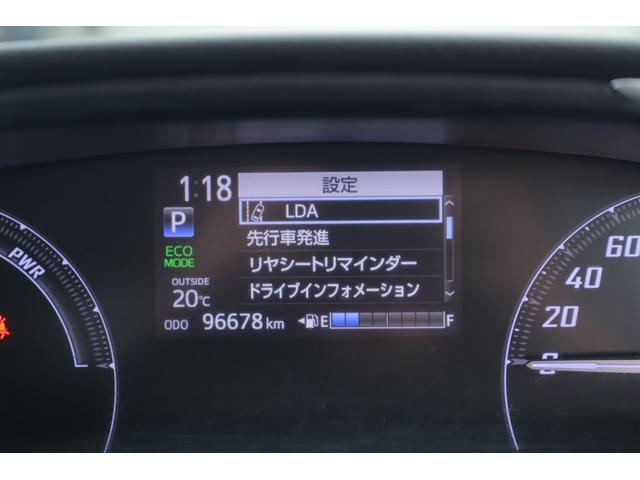 1:18 設定
P LDA
先行車発進
ECO MODE リヤシートリマインダー
OUTSIDE 20℃ ドライブインフォメーション
ODO 96678 km E F
PWR
60
40
20
0